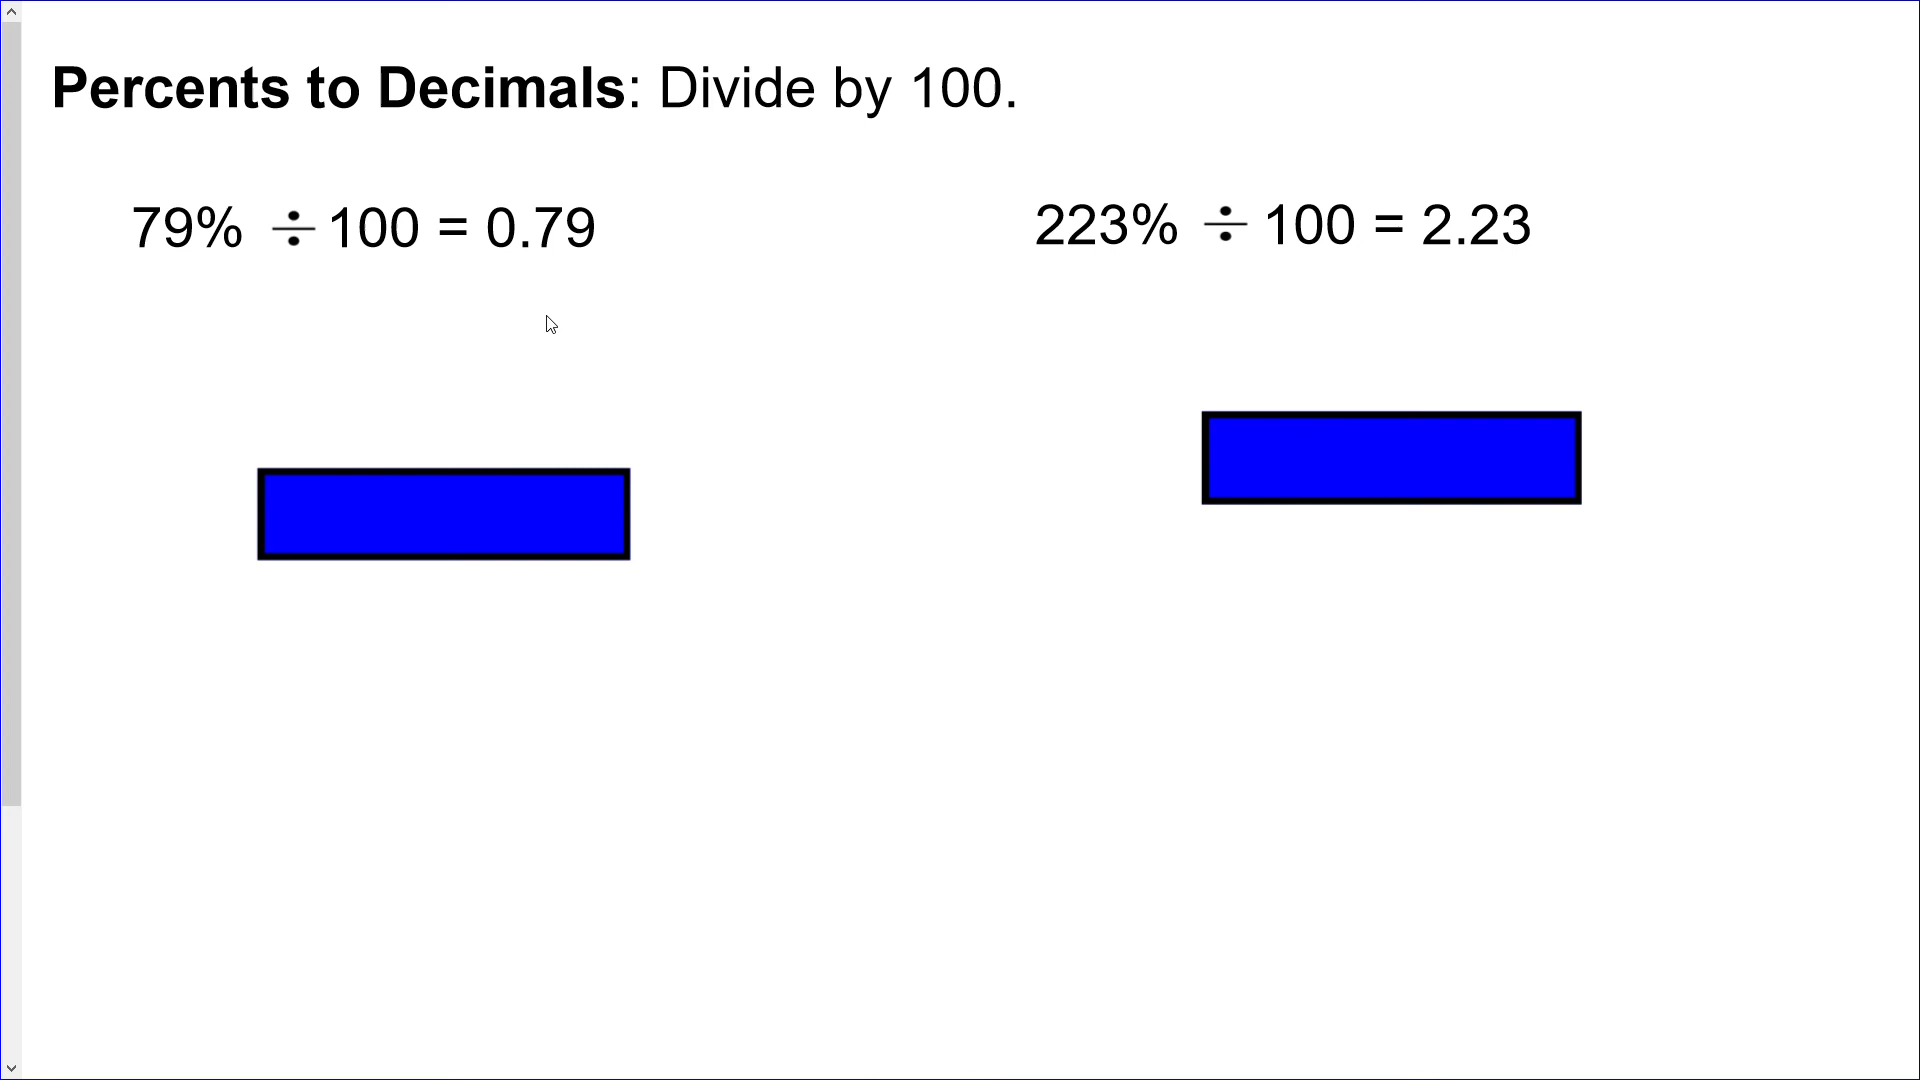 Percents to Decimals: Divide by 100.
79% ÷ 100 = 0.79
223% ÷ 100 = 2.23